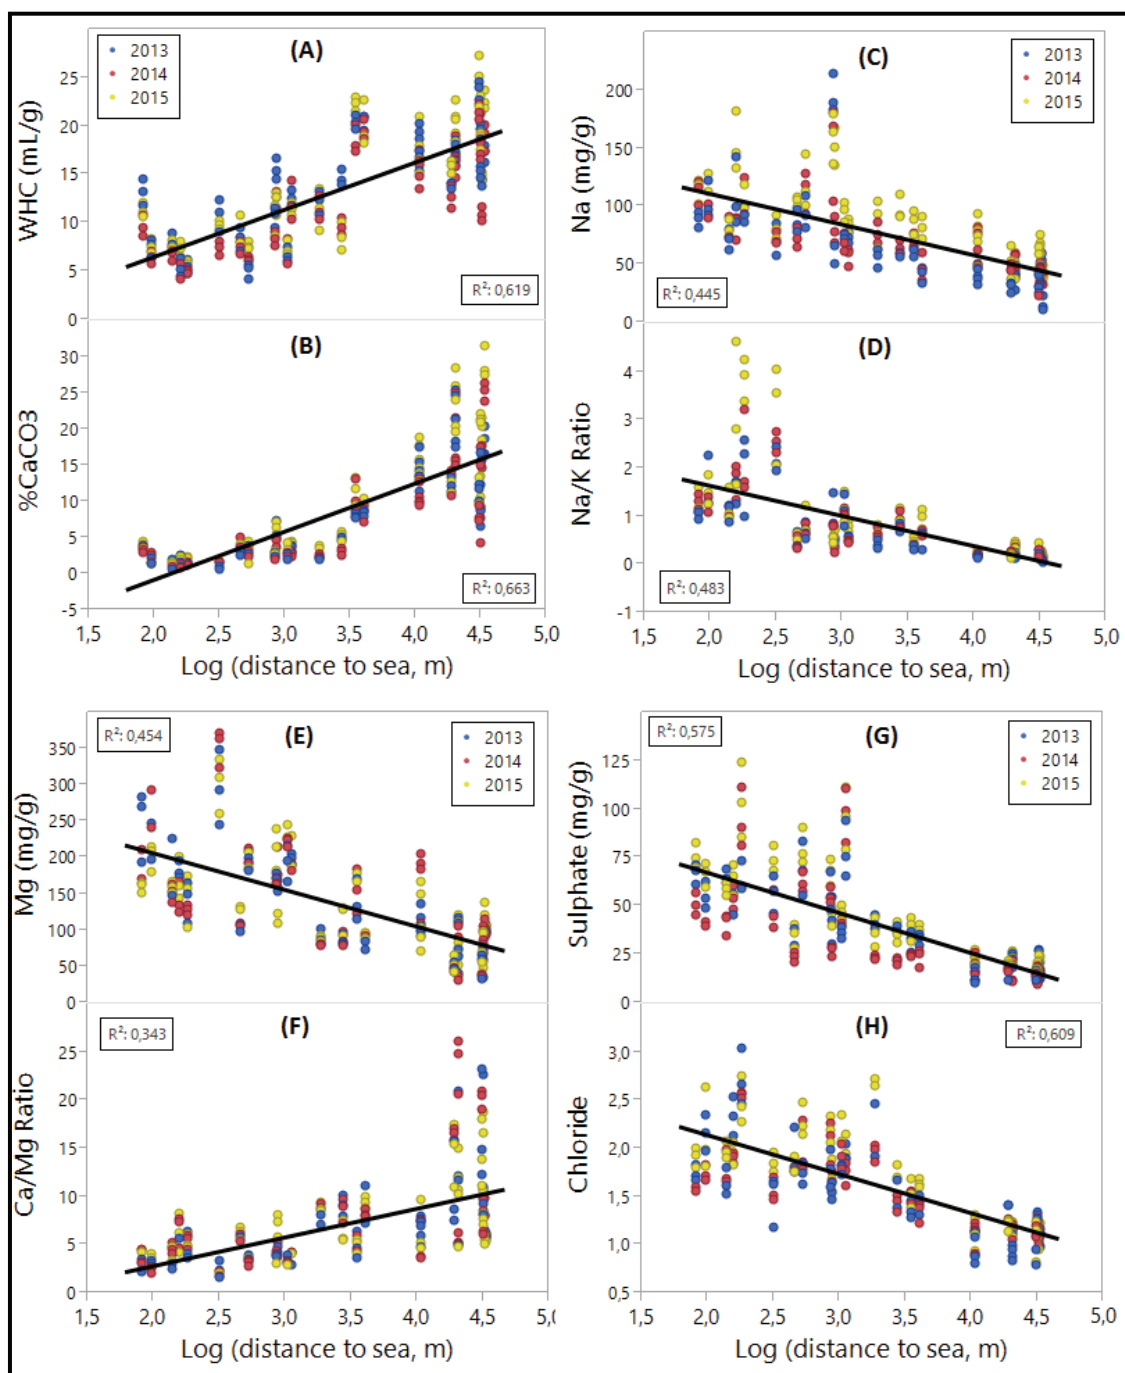 (A)
2013
2014
2015
WHC (mL/g)
25
20
15
10
5
0
R²: 0,619
(B)
%CaCO3
30
25
20
15
10
5
0
-5
R²: 0,663
1,5 2,0 2,5 3,0 3,5 4,0 4,5 5,0
Log (distance to sea, m)
(C)
2013
2014
2015
Na (mg/g)
200
150
100
50
0
R²: 0,445
(D)
Na/K Ratio
4
3
2
1
0
-1
R²: 0,483
1,5 2,0 2,5 3,0 3,5 4,0 4,5 5,0
Log (distance to sea, m)
R²: 0,454
(E)
2013
2014
2015
Mg (mg/g)
350
300
250
200
150
100
50
0
R²: 0,343
(F)
Ca/Mg Ratio
25
20
15
10
5
0
1,5 2,0 2,5 3,0 3,5 4,0 4,5 5,0
Log (distance to sea, m)
R²: 0,575
(G)
2013
2014
2015
Sulphate (mg/g)
125
100
75
50
25
0
(H)
R²: 0,609
Chloride
3,0
2,5
2,0
1,5
1,0
0,5
1,5 2,0 2,5 3,0 3,5 4,0 4,5 5,0
Log (distance to sea, m)